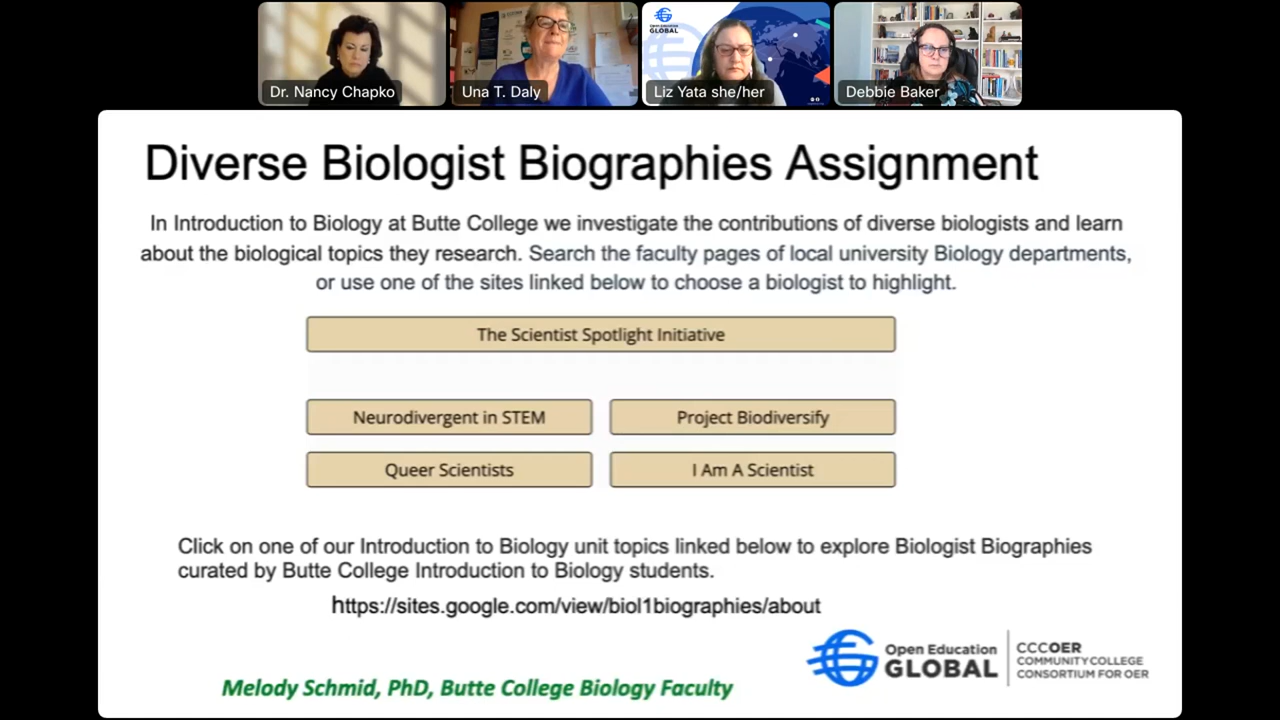 Open Education
GLOBAL
Dr. Nancy Chapko
Una T. Daly
Liz Yata she/her
Debbie Baker
Diverse Biologist Biographies Assignment
In Introduction to Biology at Butte College we investigate the contributions of diverse biologists and learn
about the biological topics they research. Search the faculty pages of local university Biology departments,
or use one of the sites linked below to choose a biologist to highlight.
The Scientist Spotlight Initiative
Neurodivergent in STEM
Project Biodiversify
Queer Scientists
I Am A Scientist
Click on one of our Introduction to Biology unit topics linked below to explore Biologist Biographies
curated by Butte College Introduction to Biology students.
https://sites.google.com/view/biol1biographies/about
Open Education
GLOBAL
CCCOER
COMMUNITY COLLEGE
CONSORTIUM FOR OER
Melody Schmid, PhD, Butte College Biology Faculty